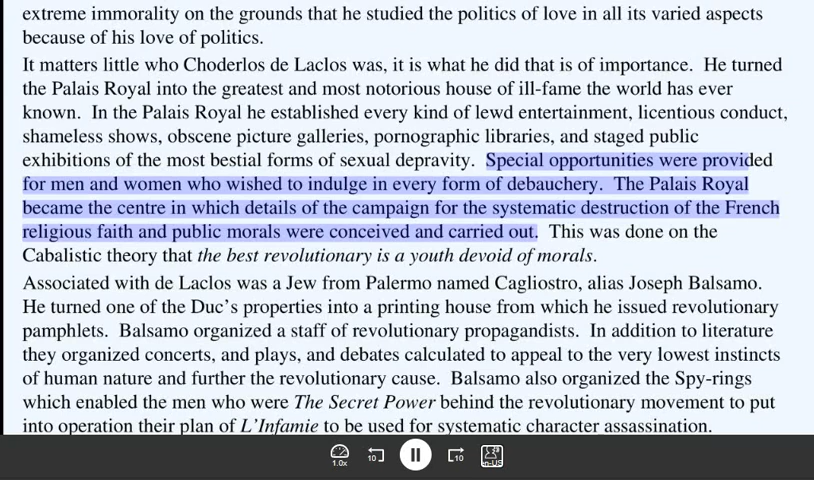 extreme immorality on the grounds that he studied the politics of love in all its varied aspects
because of his love of politics.
It matters little who Choderlos de Laclos was, it is what he did that is of importance.  He turned
the Palais Royal into the greatest and most notorious house of ill-fame the world has ever
known.  In the Palais Royal he established every kind of lewd entertainment, licentious conduct,
shameless shows, obscene picture galleries, pornographic libraries, and staged public
exhibitions of the most bestial forms of sexual depravity.  Special opportunities were provided
for men and women who wished to indulge in every form of debauchery.  The Palais Royal
became the centre in which details of the campaign for the systematic destruction of the French
religious faith and public morals were conceived and carried out.  This was done on the
Cabalistic theory that the best revolutionary is a youth devoid of morals.
Associated with de Laclos was a Jew from Palermo named Cagliostro, alias Joseph Balsamo.
He turned one of the Duc’s properties into a printing house from which he issued revolutionary
pamphlets.  Balsamo organized a staff of revolutionary propagandists.  In addition to literature
they organized concerts, and plays, and debates calculated to appeal to the very lowest instincts
of human nature and further the revolutionary cause.  Balsamo also organized the Spy-rings
which enabled the men who were The Secret Power behind the revolutionary movement to put
into operation their plan of L’Infamie to be used for systematic character assassination.
1.0x 10 10 en-US